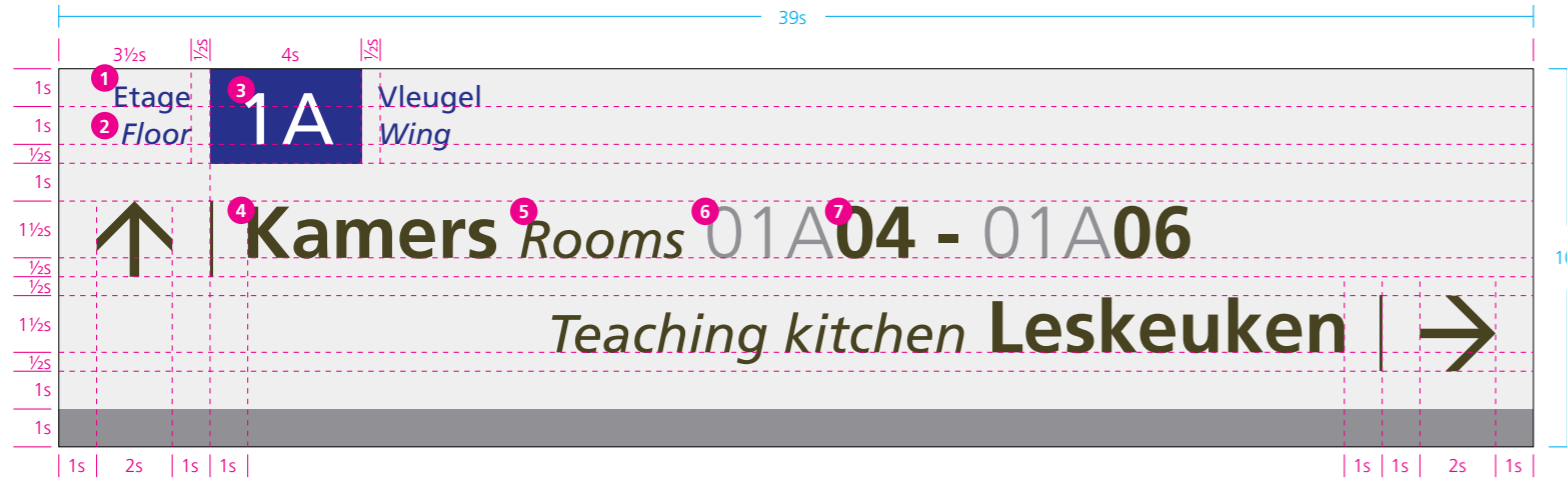 39s
3½s ½s 4s ½s
1s 1 Etage 3 1A Vleugel
1s 2 Floor Wing
½s
1s
1½s 4 Kamers 5 Rooms 6 01A 7 04 - 01A06
½s
½s
1½s Teaching kitchen Leskeuken
½s
1s
1s
1s 2s 1s 1s 1s 1s 2s 1s